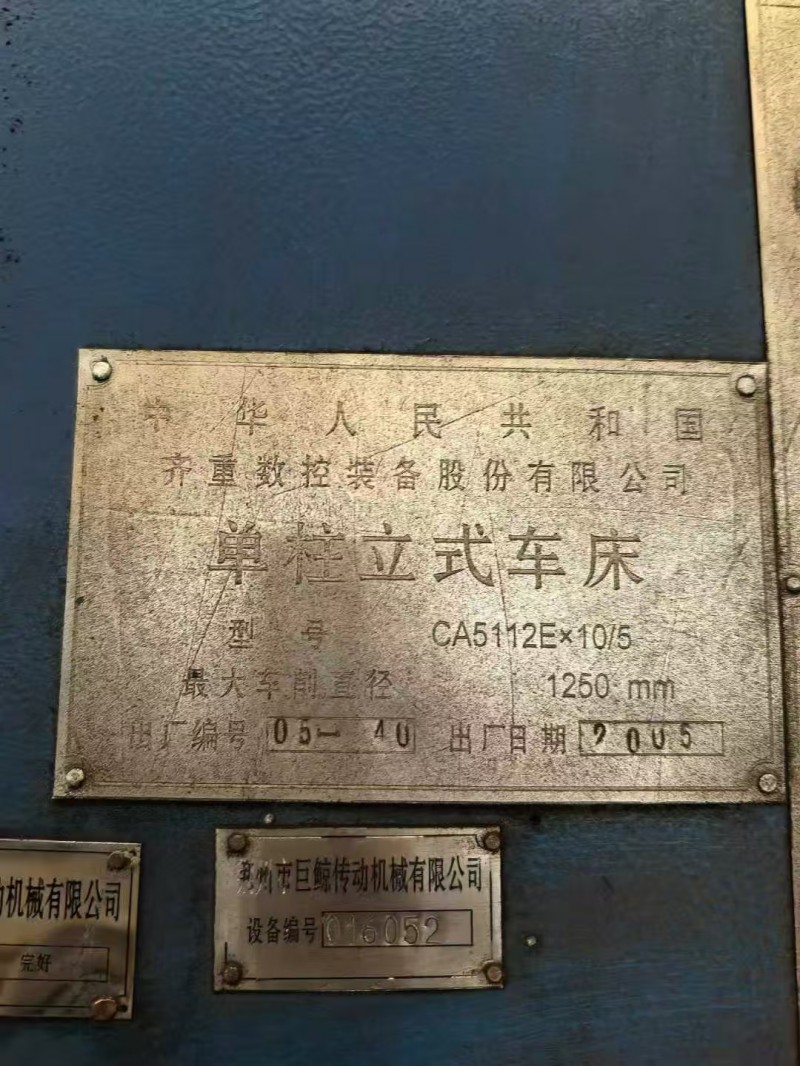 中华人民共和国
齐重数控装备股份有限公司
单柱立式车床
型号 CA5112E×10/5
最大车削直径 1250 mm
出厂编号 05-40 出厂日期 2005
州市巨鲸传动机械有限公司
设备编号 016052
动机械有限公司
完好